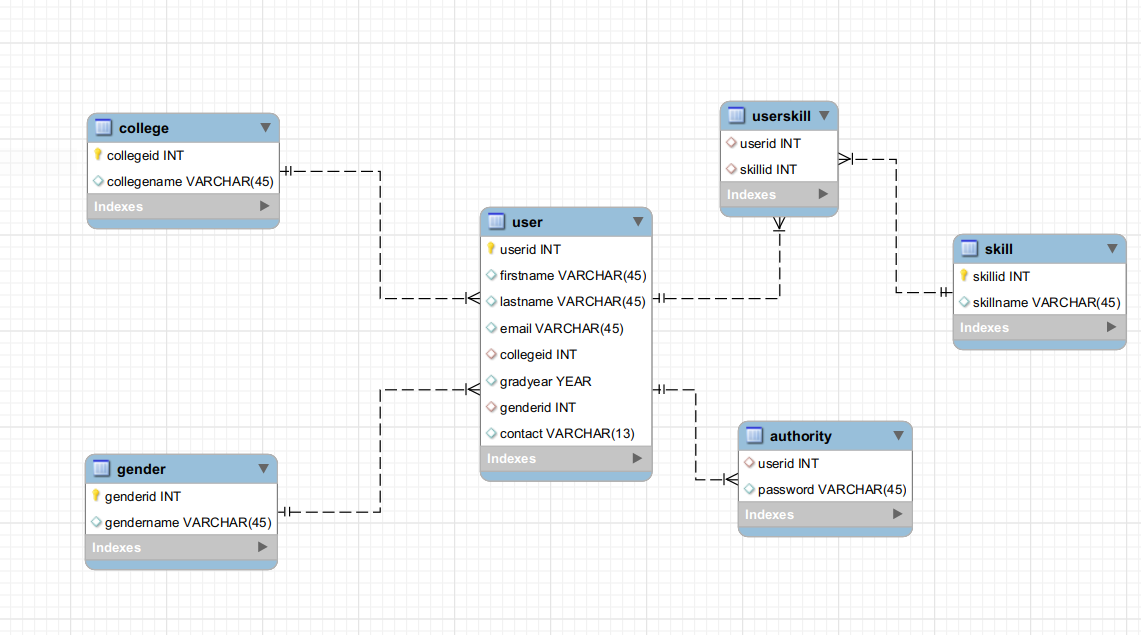 college
collegeid INT
collegename VARCHAR(45)
Indexes
gender
genderid INT
gendername VARCHAR(45)
Indexes
user
userid INT
firstname VARCHAR(45)
lastname VARCHAR(45)
email VARCHAR(45)
collegeid INT
gradyear YEAR
genderid INT
contact VARCHAR(13)
Indexes
userskill
userid INT
skillid INT
Indexes
skill
skillid INT
skillname VARCHAR(45)
Indexes
authority
userid INT
password VARCHAR(45)
Indexes